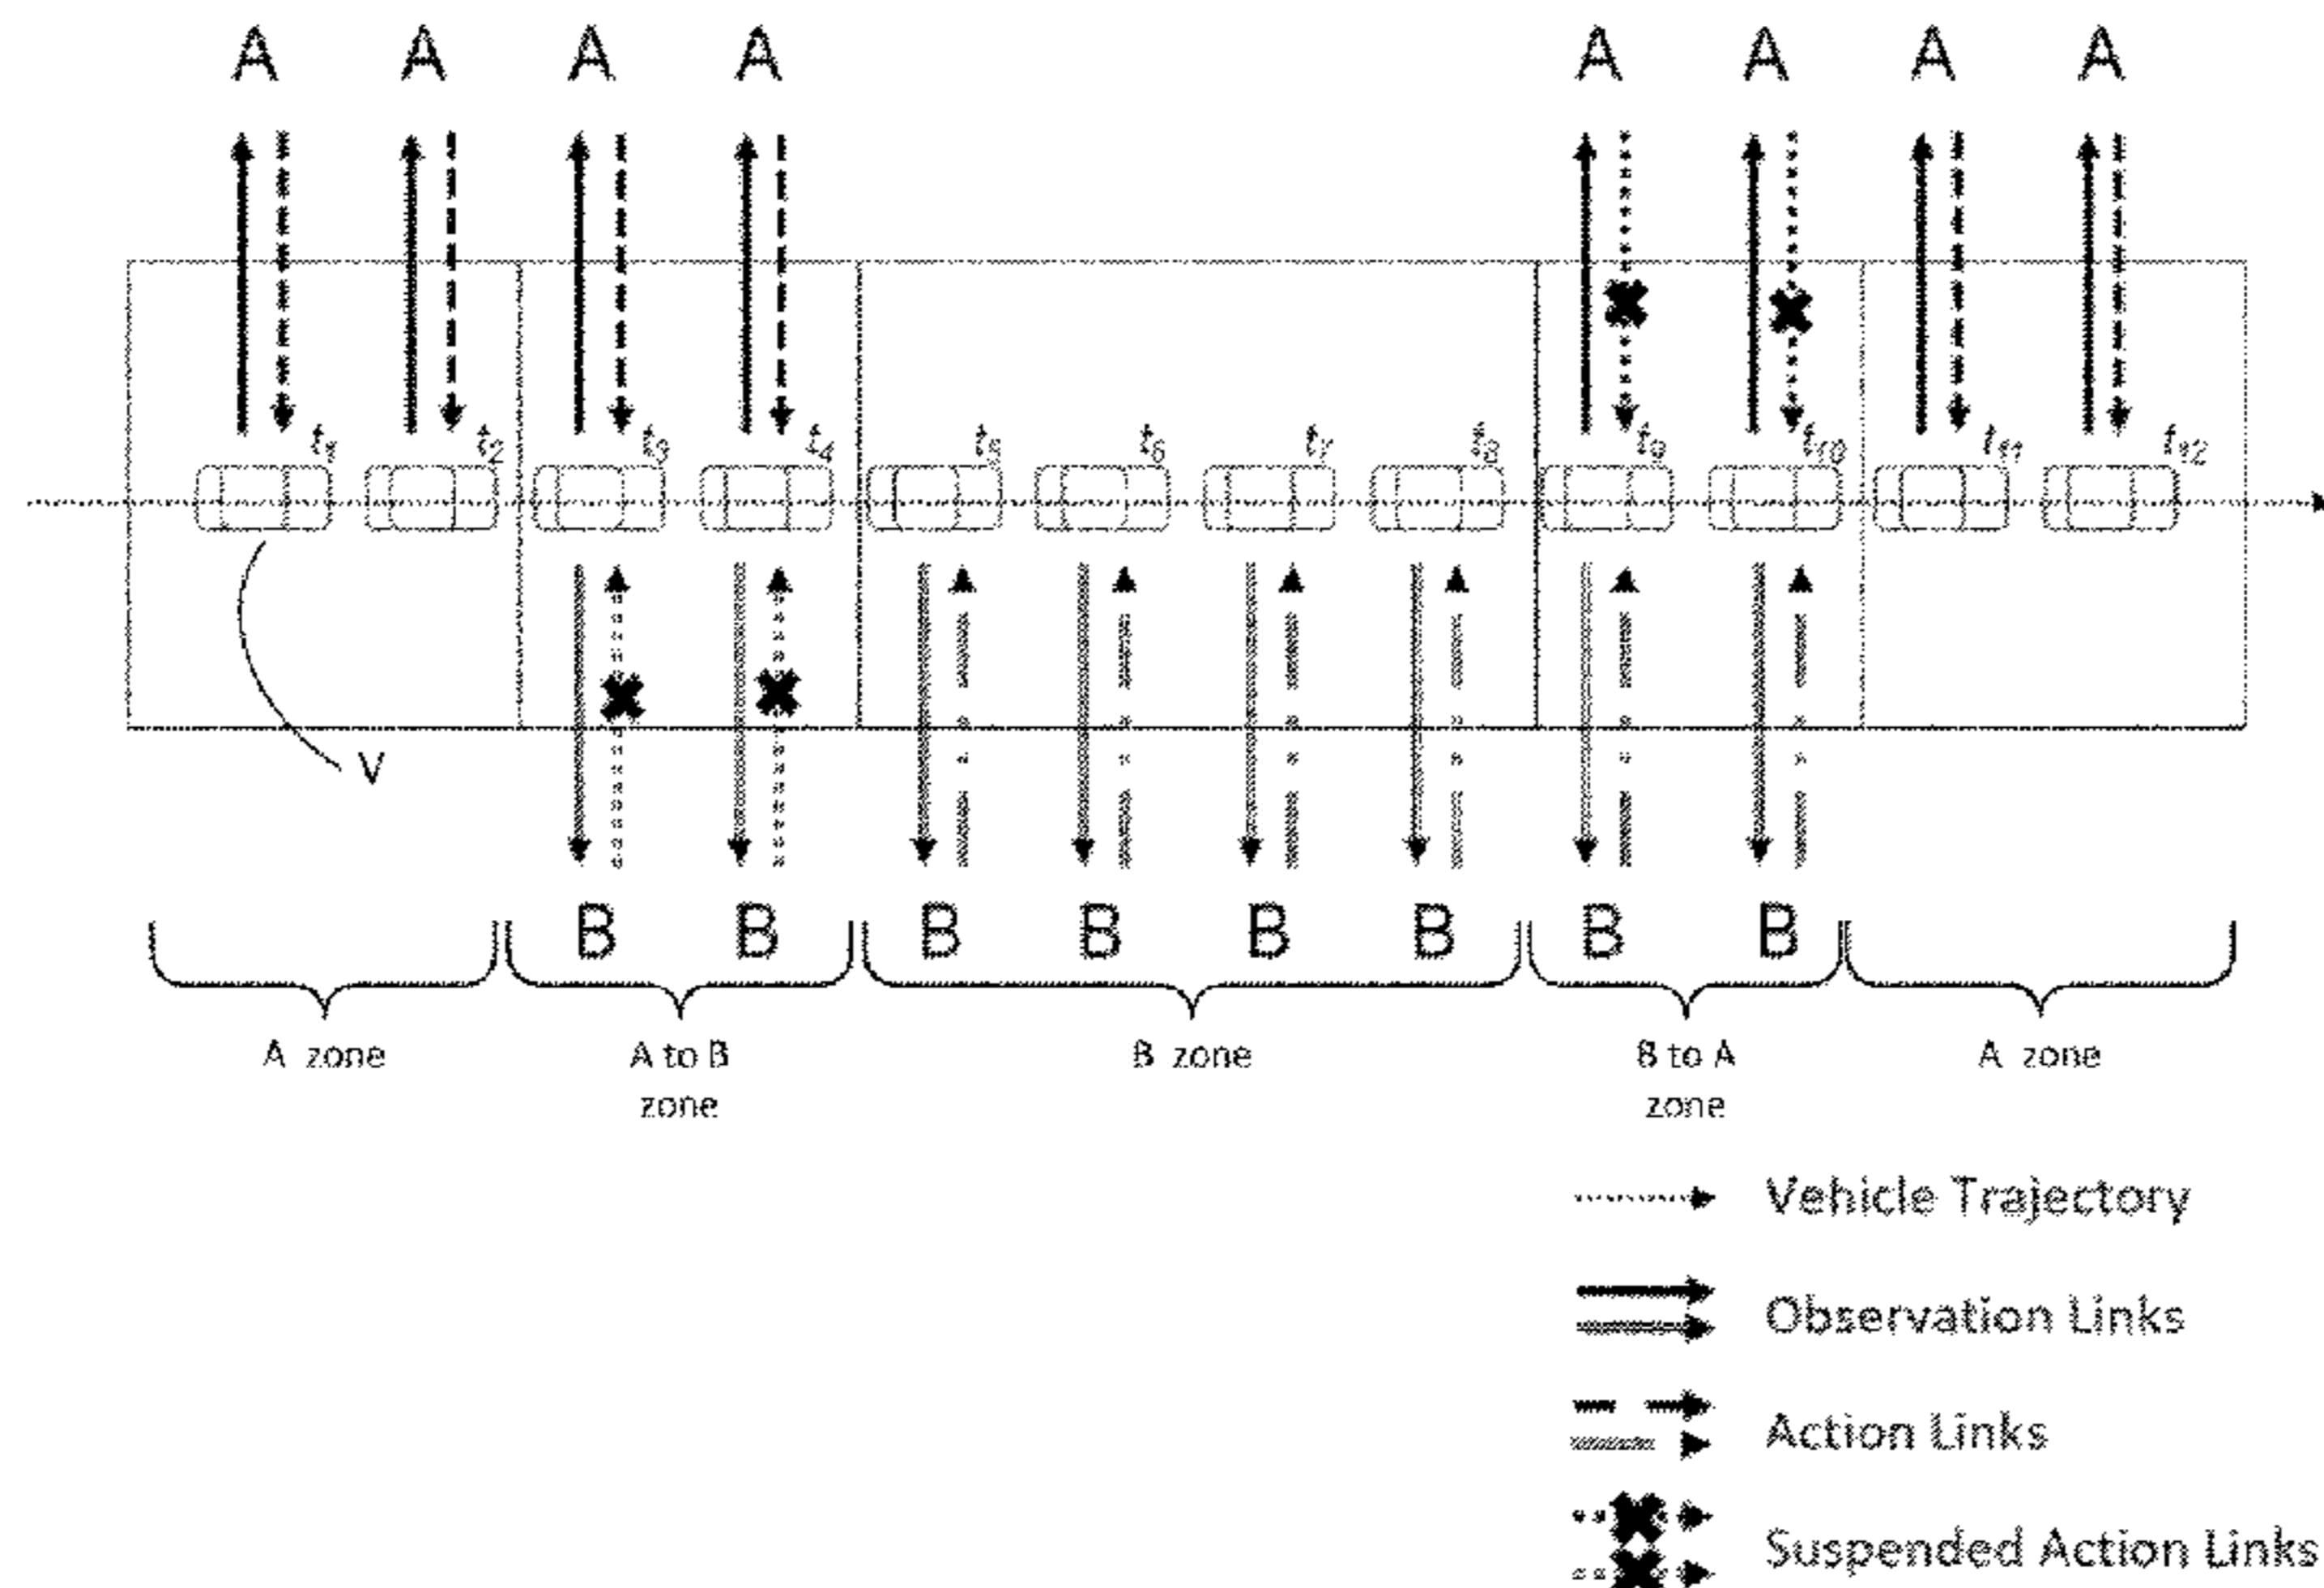 A A A A A A A A
t1 t2 t3 t4 t5 t6 t7 t8 t9 t10 t11 t12
V
B B B B B B B B
A zone A to B zone B zone B to A zone A zone
Vehicle Trajectory
Observation Links
Action Links
Suspended Action Links